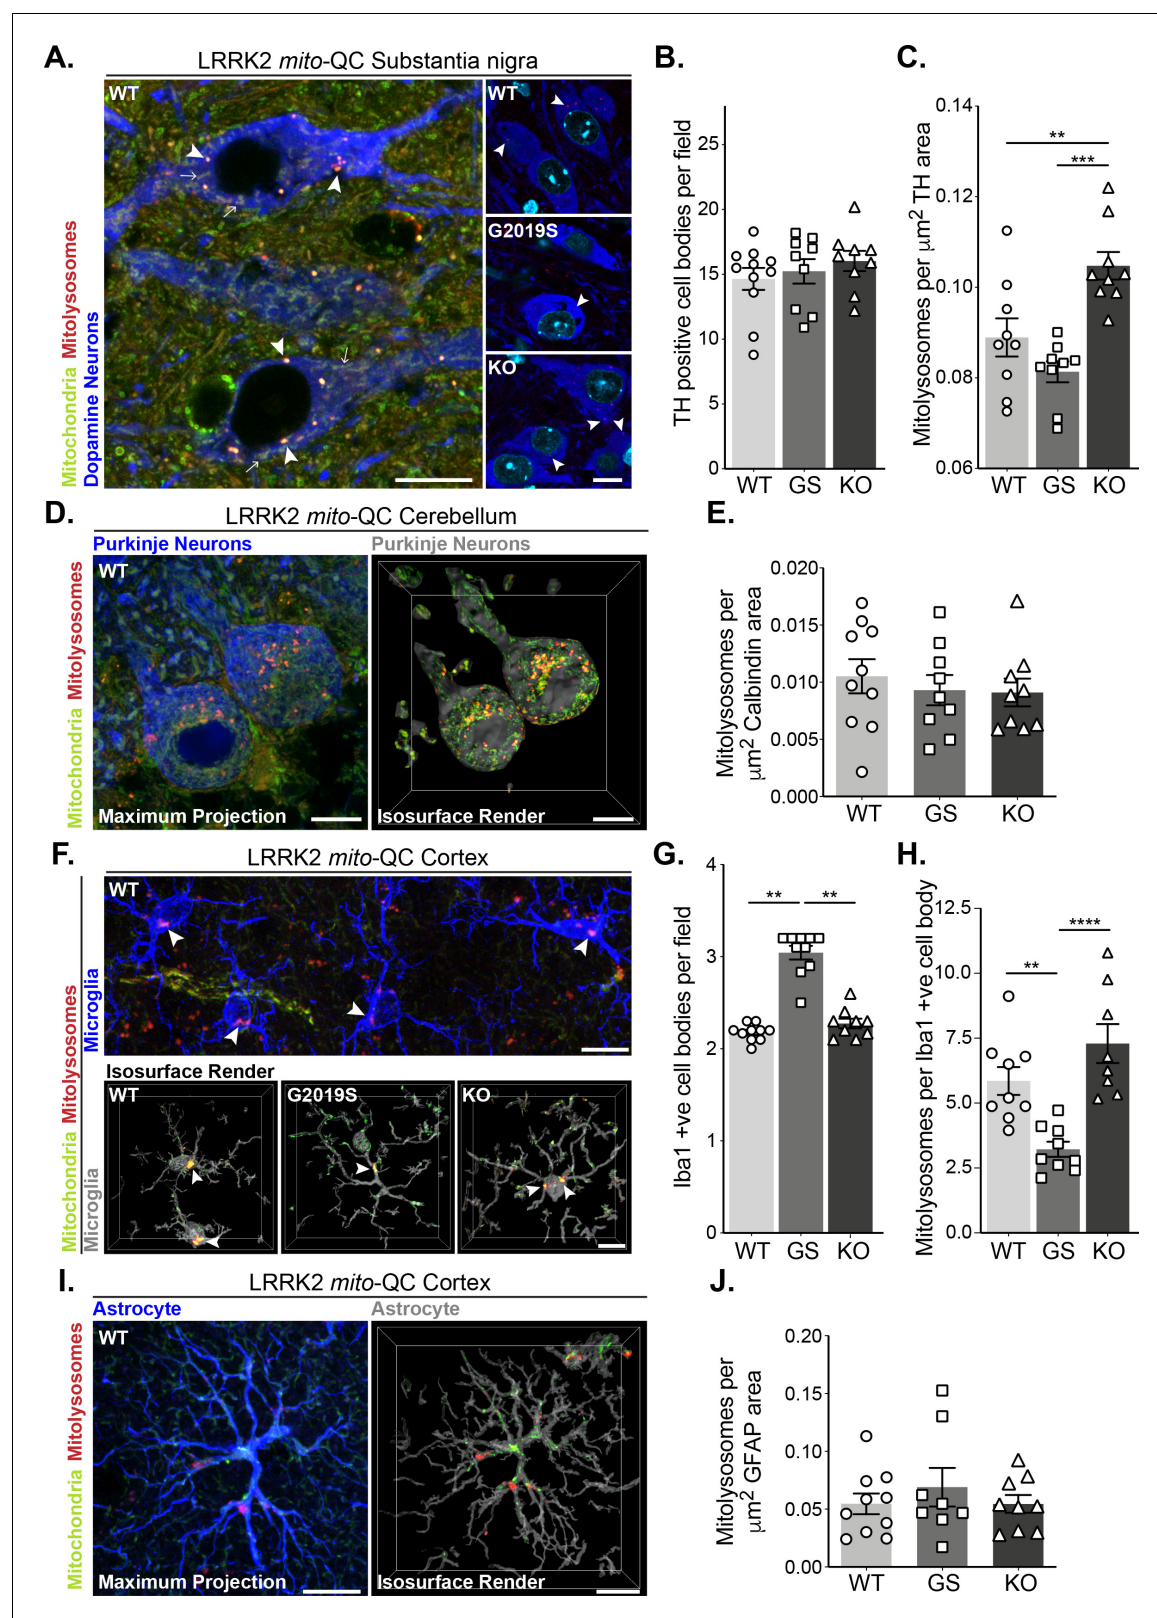 A.
LRRK2 mito-QC Substantia nigra
Mitochondria Mitolysosomes
Dopamine Neurons
WT
WT
G2019S
KO
B.
TH positive cell bodies per field
25
20
15
10
5
0
WT GS KO
C.
Mitolysosomes per μm2 TH area
0.14
0.12
0.10
0.08
0.06
**
***
WT GS KO
D.
LRRK2 mito-QC Cerebellum
Mitochondria Mitolysosomes
Purkinje Neurons
WT
Maximum Projection
Purkinje Neurons
Isosurface Render
E.
Mitolysosomes per
μm2 Calbindin area
0.020
0.015
0.010
0.005
0.000
WT GS KO
F.
LRRK2 mito-QC Cortex
Mitochondria Mitolysosomes
Microglia
Microglia
WT
Isosurface Render
WT
G2019S
KO
G.
Iba1 +ve cell bodies per field
4
3
2
1
0
** **
WT GS KO
H.
Mitolysosomes per Iba1 +ve cell body
12.5
10.0
7.5
5.0
2.5
0.0
****
**
WT GS KO
I.
LRRK2 mito-QC Cortex
Mitochondria Mitolysosomes
Astrocyte
WT
Maximum Projection
Astrocyte
Isosurface Render
J.
Mitolysosomes per
μm2 GFAP area
0.20
0.15
0.10
0.05
0.00
WT GS KO